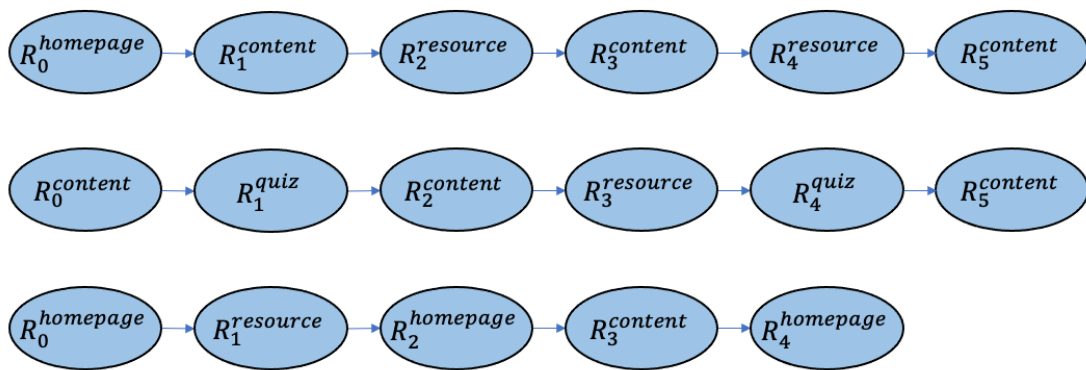 R_0^{homepage} R_1^{content} R_2^{resource} R_3^{content} R_4^{resource} R_5^{content}
R_0^{content} R_1^{quiz} R_2^{content} R_3^{resource} R_4^{quiz} R_5^{content}
R_0^{homepage} R_1^{resource} R_2^{homepage} R_3^{content} R_4^{homepage}